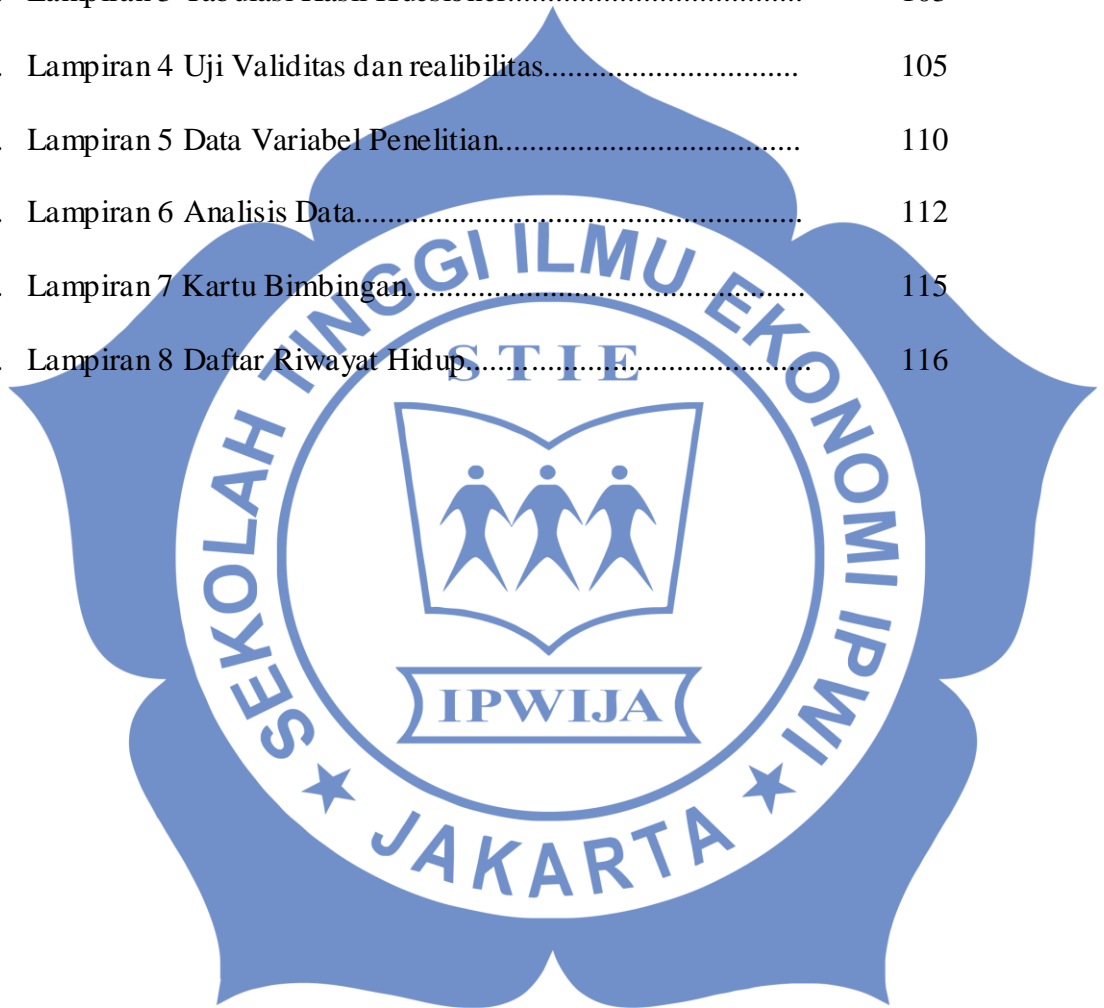 . Lampiran 4 Uji Validitas dan realibilitas................................ 105
. Lampiran 5 Data Variabel Penelitian...................................... 110
. Lampiran 6 Analisis Data........................................................ 112
. Lampiran 7 Kartu Bimbingan.................................................. 115
. Lampiran 8 Daftar Riwayat Hidup........................................... 116
SEKOLAH TINGGI ILMU EKONOMI IPWI
STIE
IPWIJA
★ JAKARTA ★